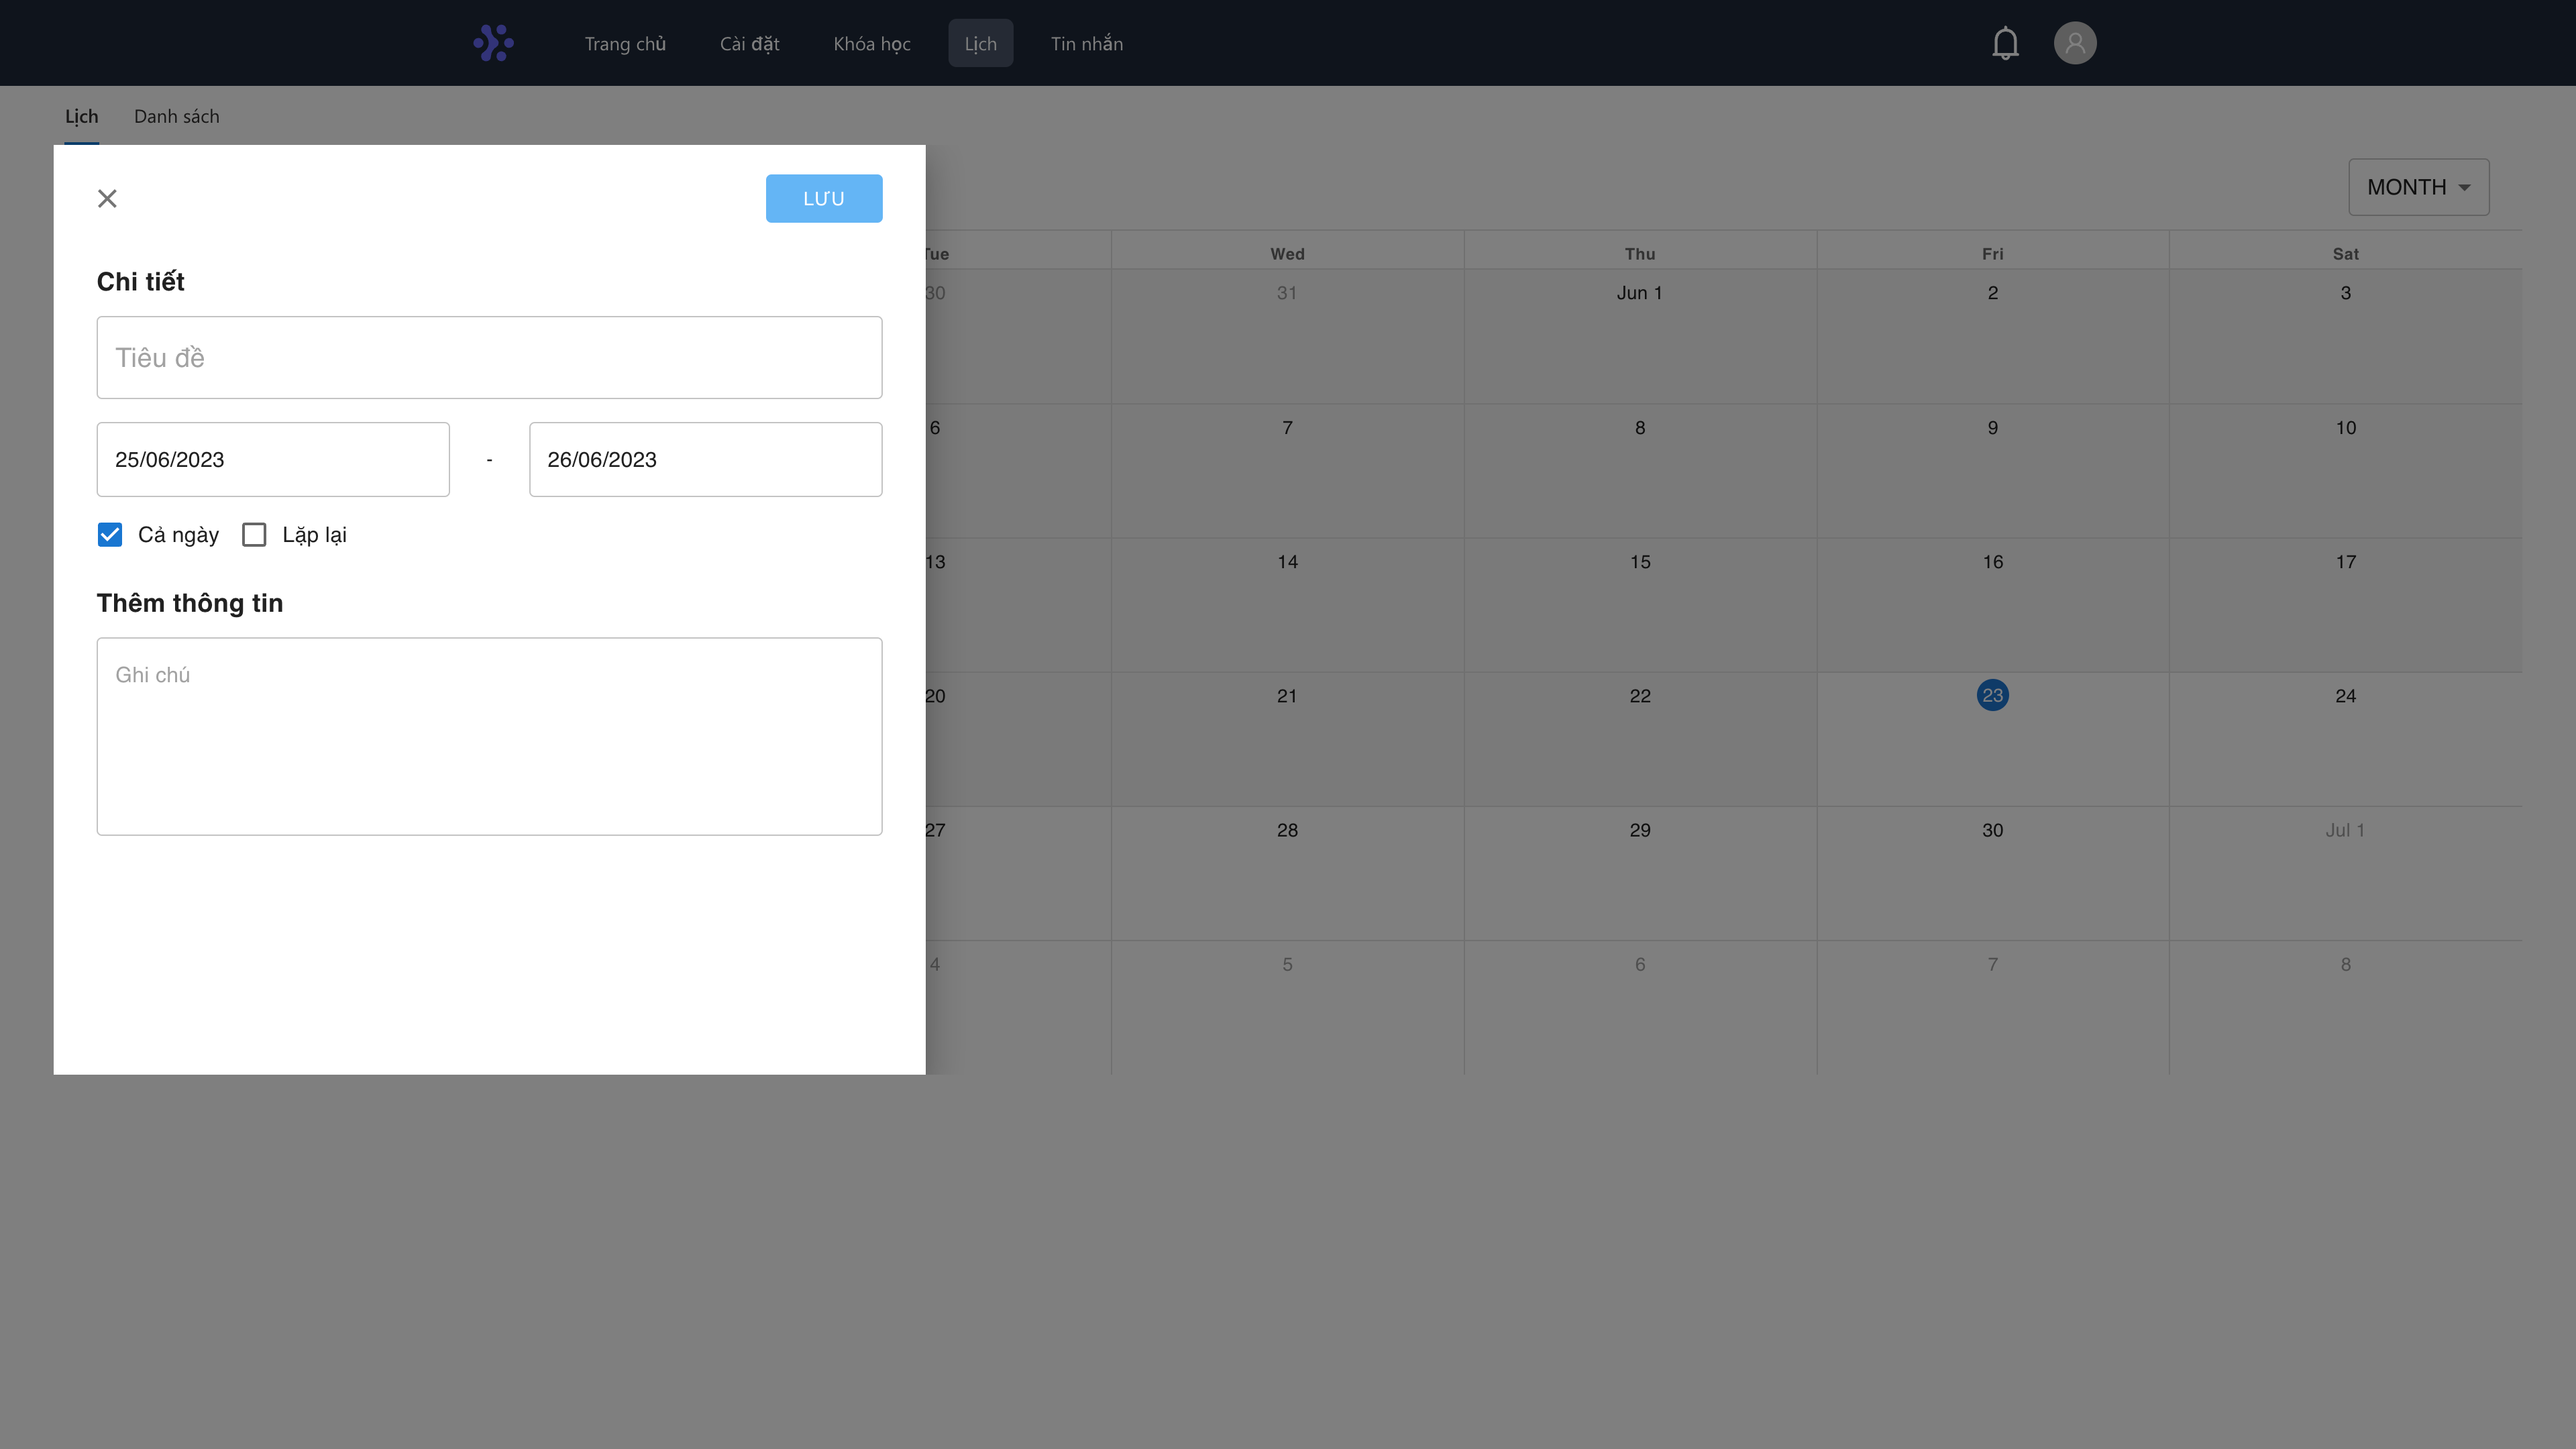 Trang chủ Cài đặt Khóa học Lịch Tin nhắn
Lịch Danh sách
LƯU
MONTH
Chi tiết
Tiêu đề
25/06/2023 - 26/06/2023
Cả ngày Lặp lại
Thêm thông tin
Ghi chú
Tue Wed Thu Fri Sat
30 31 Jun 1 2 3
6 7 8 9 10
13 14 15 16 17
20 21 22 23 24
27 28 29 30 Jul 1
4 5 6 7 8